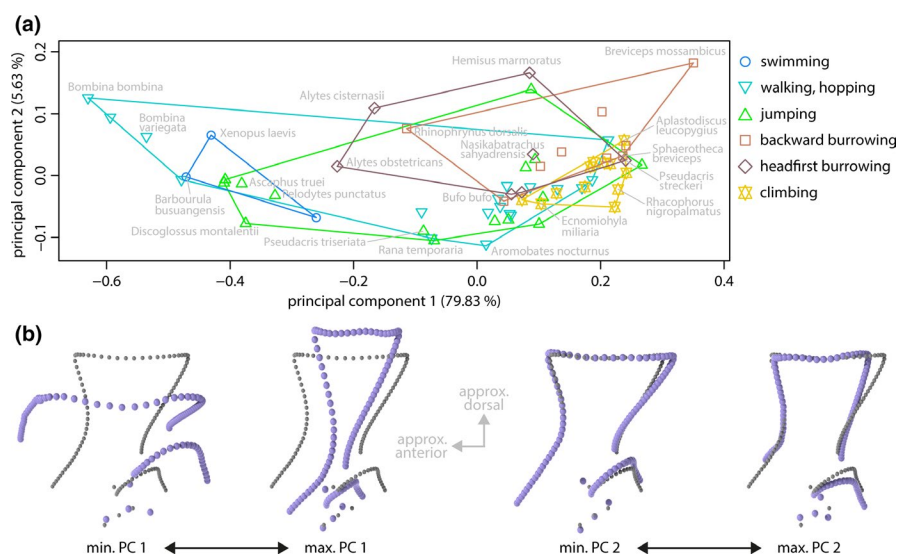 (a)
principal component 2 (5.63 %)
0.2
0.1
0.0
−0.1
−0.6
−0.4
−0.2
0.0
0.2
0.4
principal component 1 (79.83 %)
Bombina bombina
Bombina
variegata
Xenopus laevis
Barbourula
busuangensis
Ascaphus truei
Pelodytes punctatus
Discoglossus montalentii
Pseudacris triseriata
Rana temporaria
Alytes cisternasii
Alytes obstetricans
Hemisus marmoratus
Rhinophrynus dorsalis
Nasikabatrachus
sahyadrensis
Bufo bufo
Aromobates nocturnus
Ecnomiohyla
miliaria
Breviceps mossambicus
Aplastodiscus
leucopygius
Sphaerotheca
breviceps
Pseudacris
streckeri
Rhacophorus
nigropalmatus
swimming
walking, hopping
jumping
backward burrowing
headfirst burrowing
climbing
(b)
approx.
dorsal
approx.
anterior
min. PC 1
max. PC 1
min. PC 2
max. PC 2